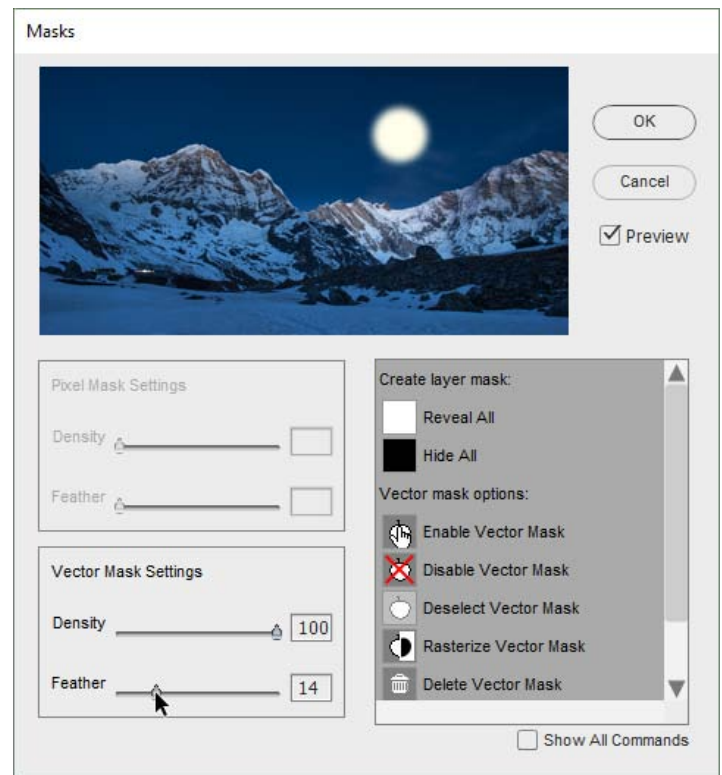 Masks
OK
Cancel
Preview
Pixel Mask Settings
Density
Feather
Vector Mask Settings
Density 100
Feather 14
Create layer mask:
Reveal All
Hide All
Vector mask options:
Enable Vector Mask
Disable Vector Mask
Deselect Vector Mask
Rasterize Vector Mask
Delete Vector Mask
Show All Commands